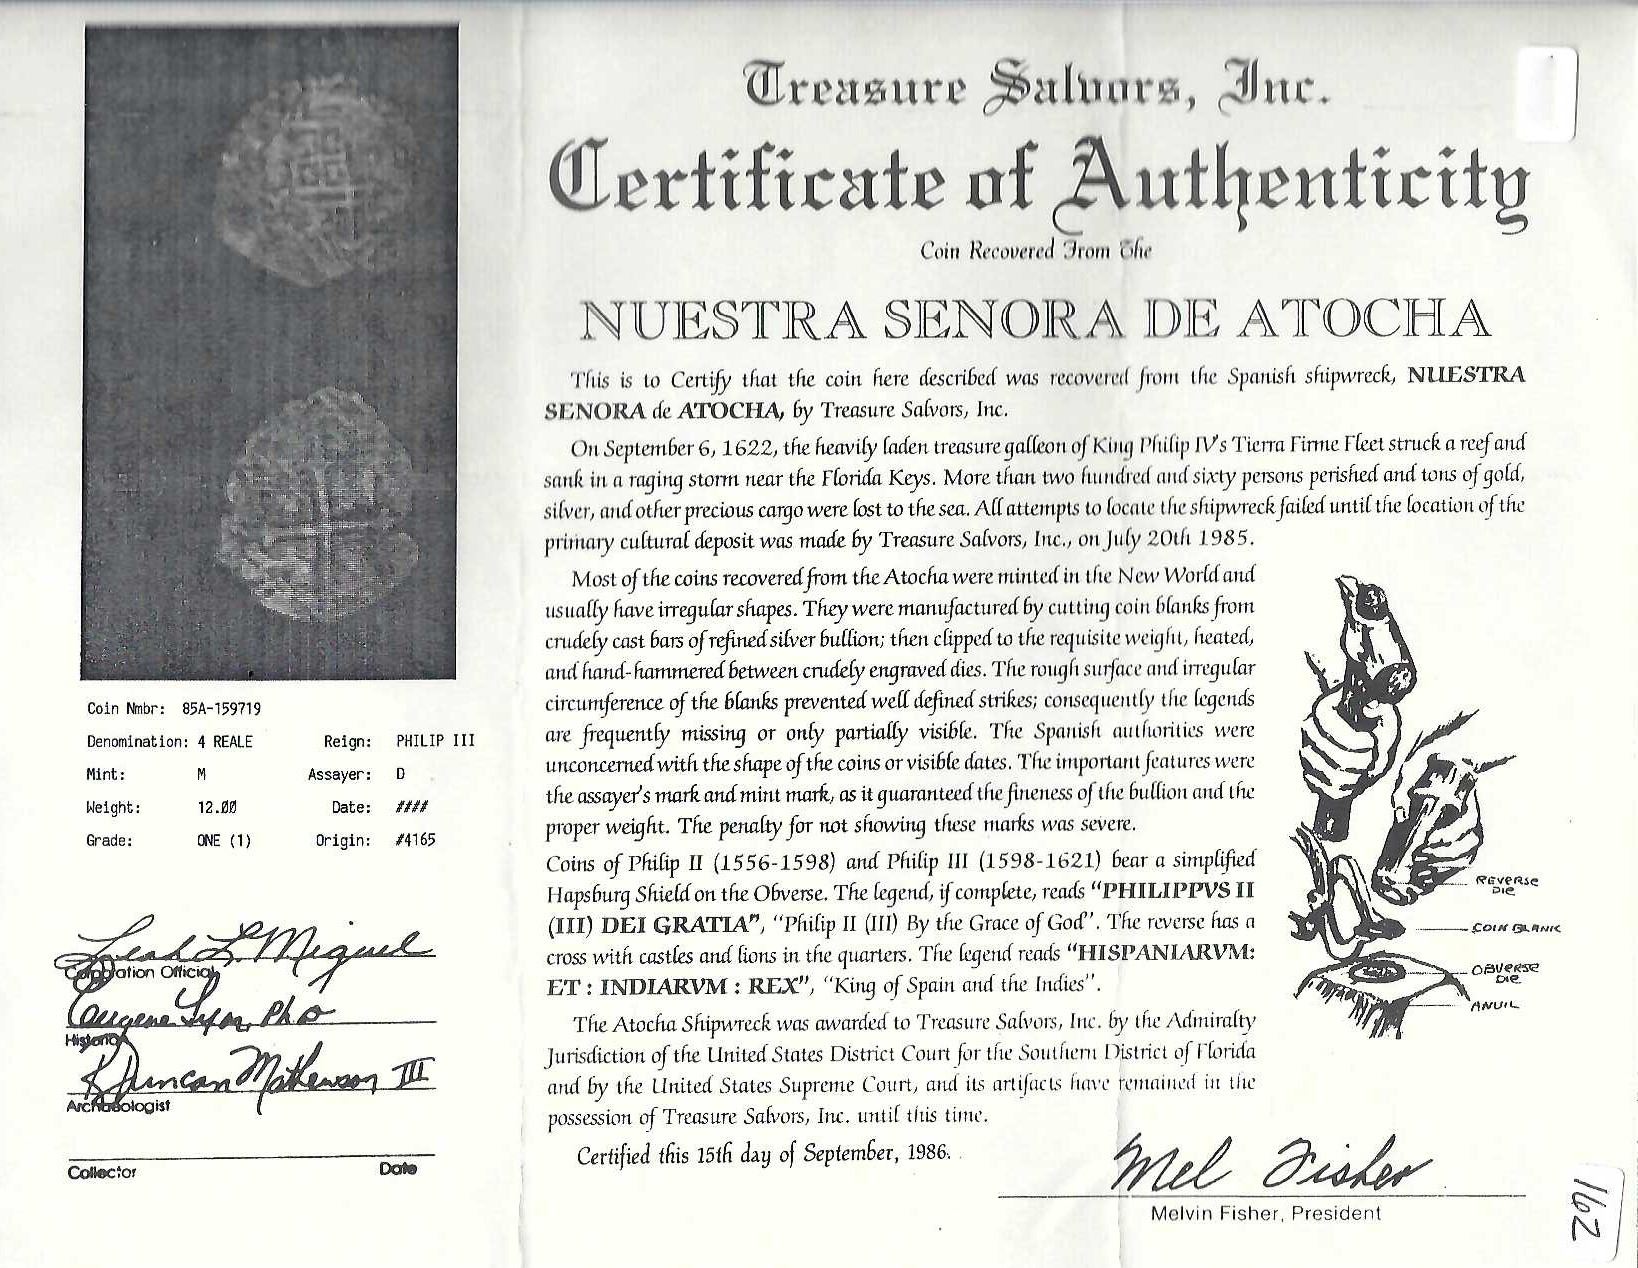 Treasure Salvors, Inc.
Certificate of Authenticity
Coin Recovered From The
NUESTRA SENORA DE ATOCHA
This is to Certify that the coin here described was recovered from the Spanish shipwreck, NUESTRA
SENORA de ATOCHA, by Treasure Salvors, Inc.
On September 6, 1622, the heavily laden treasure galleon of King Philip IV's Tierra Firme Fleet struck a reef and
sank in a raging storm near the Florida Keys. More than two hundred and sixty persons perished and tons of gold,
silver, and other precious cargo were lost to the sea. All attempts to locate the shipwreck failed until the location of the
primary cultural deposit was made by Treasure Salvors, Inc., on July 20th 1985.
Most of the coins recovered from the Atocha were minted in the New World and
usually have irregular shapes. They were manufactured by cutting coin blanks from
crudely cast bars of refined silver bullion; then clipped to the requisite weight, heated,
and hand-hammered between crudely engraved dies. The rough surface and irregular
circumference of the blanks prevented well defined strikes; consequently the legends
are frequently missing or only partially visible. The Spanish authorities were
unconcerned with the shape of the coins or visible dates. The important features were
the assayer's mark and mint mark, as it guaranteed the fineness of the bullion and the
proper weight. The penalty for not showing these marks was severe.
Coins of Philip II (1556-1598) and Philip III (1598-1621) bear a simplified
Hapsburg Shield on the Obverse. The legend, if complete, reads "PHILIPPVS II
(III) DEI GRATIA", "Philip II (III) By the Grace of God". The reverse has a
cross with castles and lions in the quarters. The legend reads "HISPANIARVM:
ET : INDIARVM : REX", "King of Spain and the Indies".
The Atocha Shipwreck was awarded to Treasure Salvors, Inc. by the Admiralty
Jurisdiction of the United States District Court for the Southern District of Florida
and by the United States Supreme Court, and its artifacts have remained in the
possession of Treasure Salvors, Inc. until this time.
Certified this 15th day of September, 1986.
Mel Fisher
Melvin Fisher, President
REVERSE
DIE
COIN BLANK
OBVERSE
DIE
ANVIL
Coin Nmbr: 85A-159719
Denomination: 4 REALE Reign: PHILIP III
Mint: M Assayer: D
Weight: 12.00 Date: ####
Grade: ONE (1) Origin: #4165
Leah L. Miguel
Corporation Official
Eugene Lyon, PhD
Historian
R Duncan Mathewson III
Archaeologist
Collector Date
162